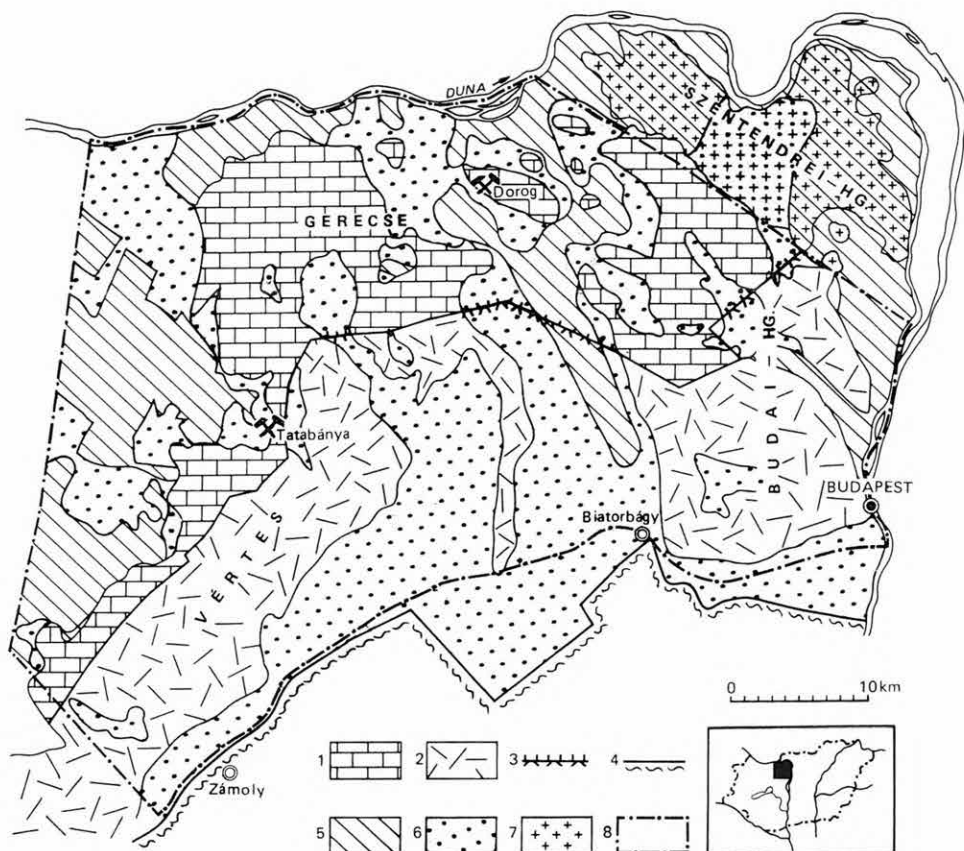 DUNA
SZENTENDREI-HG.
Dorog
GERECSE
BUDAI HG.
Tatabánya
BUDAPEST
Biatorbágy
VÉRTES
0 10km
Zámoly
1 2 3 4
5 6 7 8